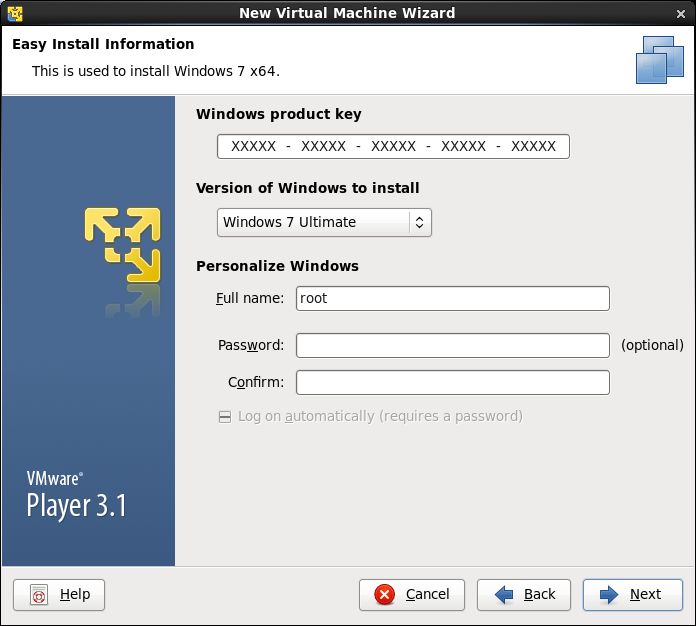 New Virtual Machine Wizard
Easy Install Information
This is used to install Windows 7 x64.
Windows product key
XXXXX - XXXXX - XXXXX - XXXXX - XXXXX
Version of Windows to install
Windows 7 Ultimate
Personalize Windows
Full name: root
Password: (optional)
Confirm:
Log on automatically (requires a password)
VMware®
Player 3.1
Help Cancel Back Next